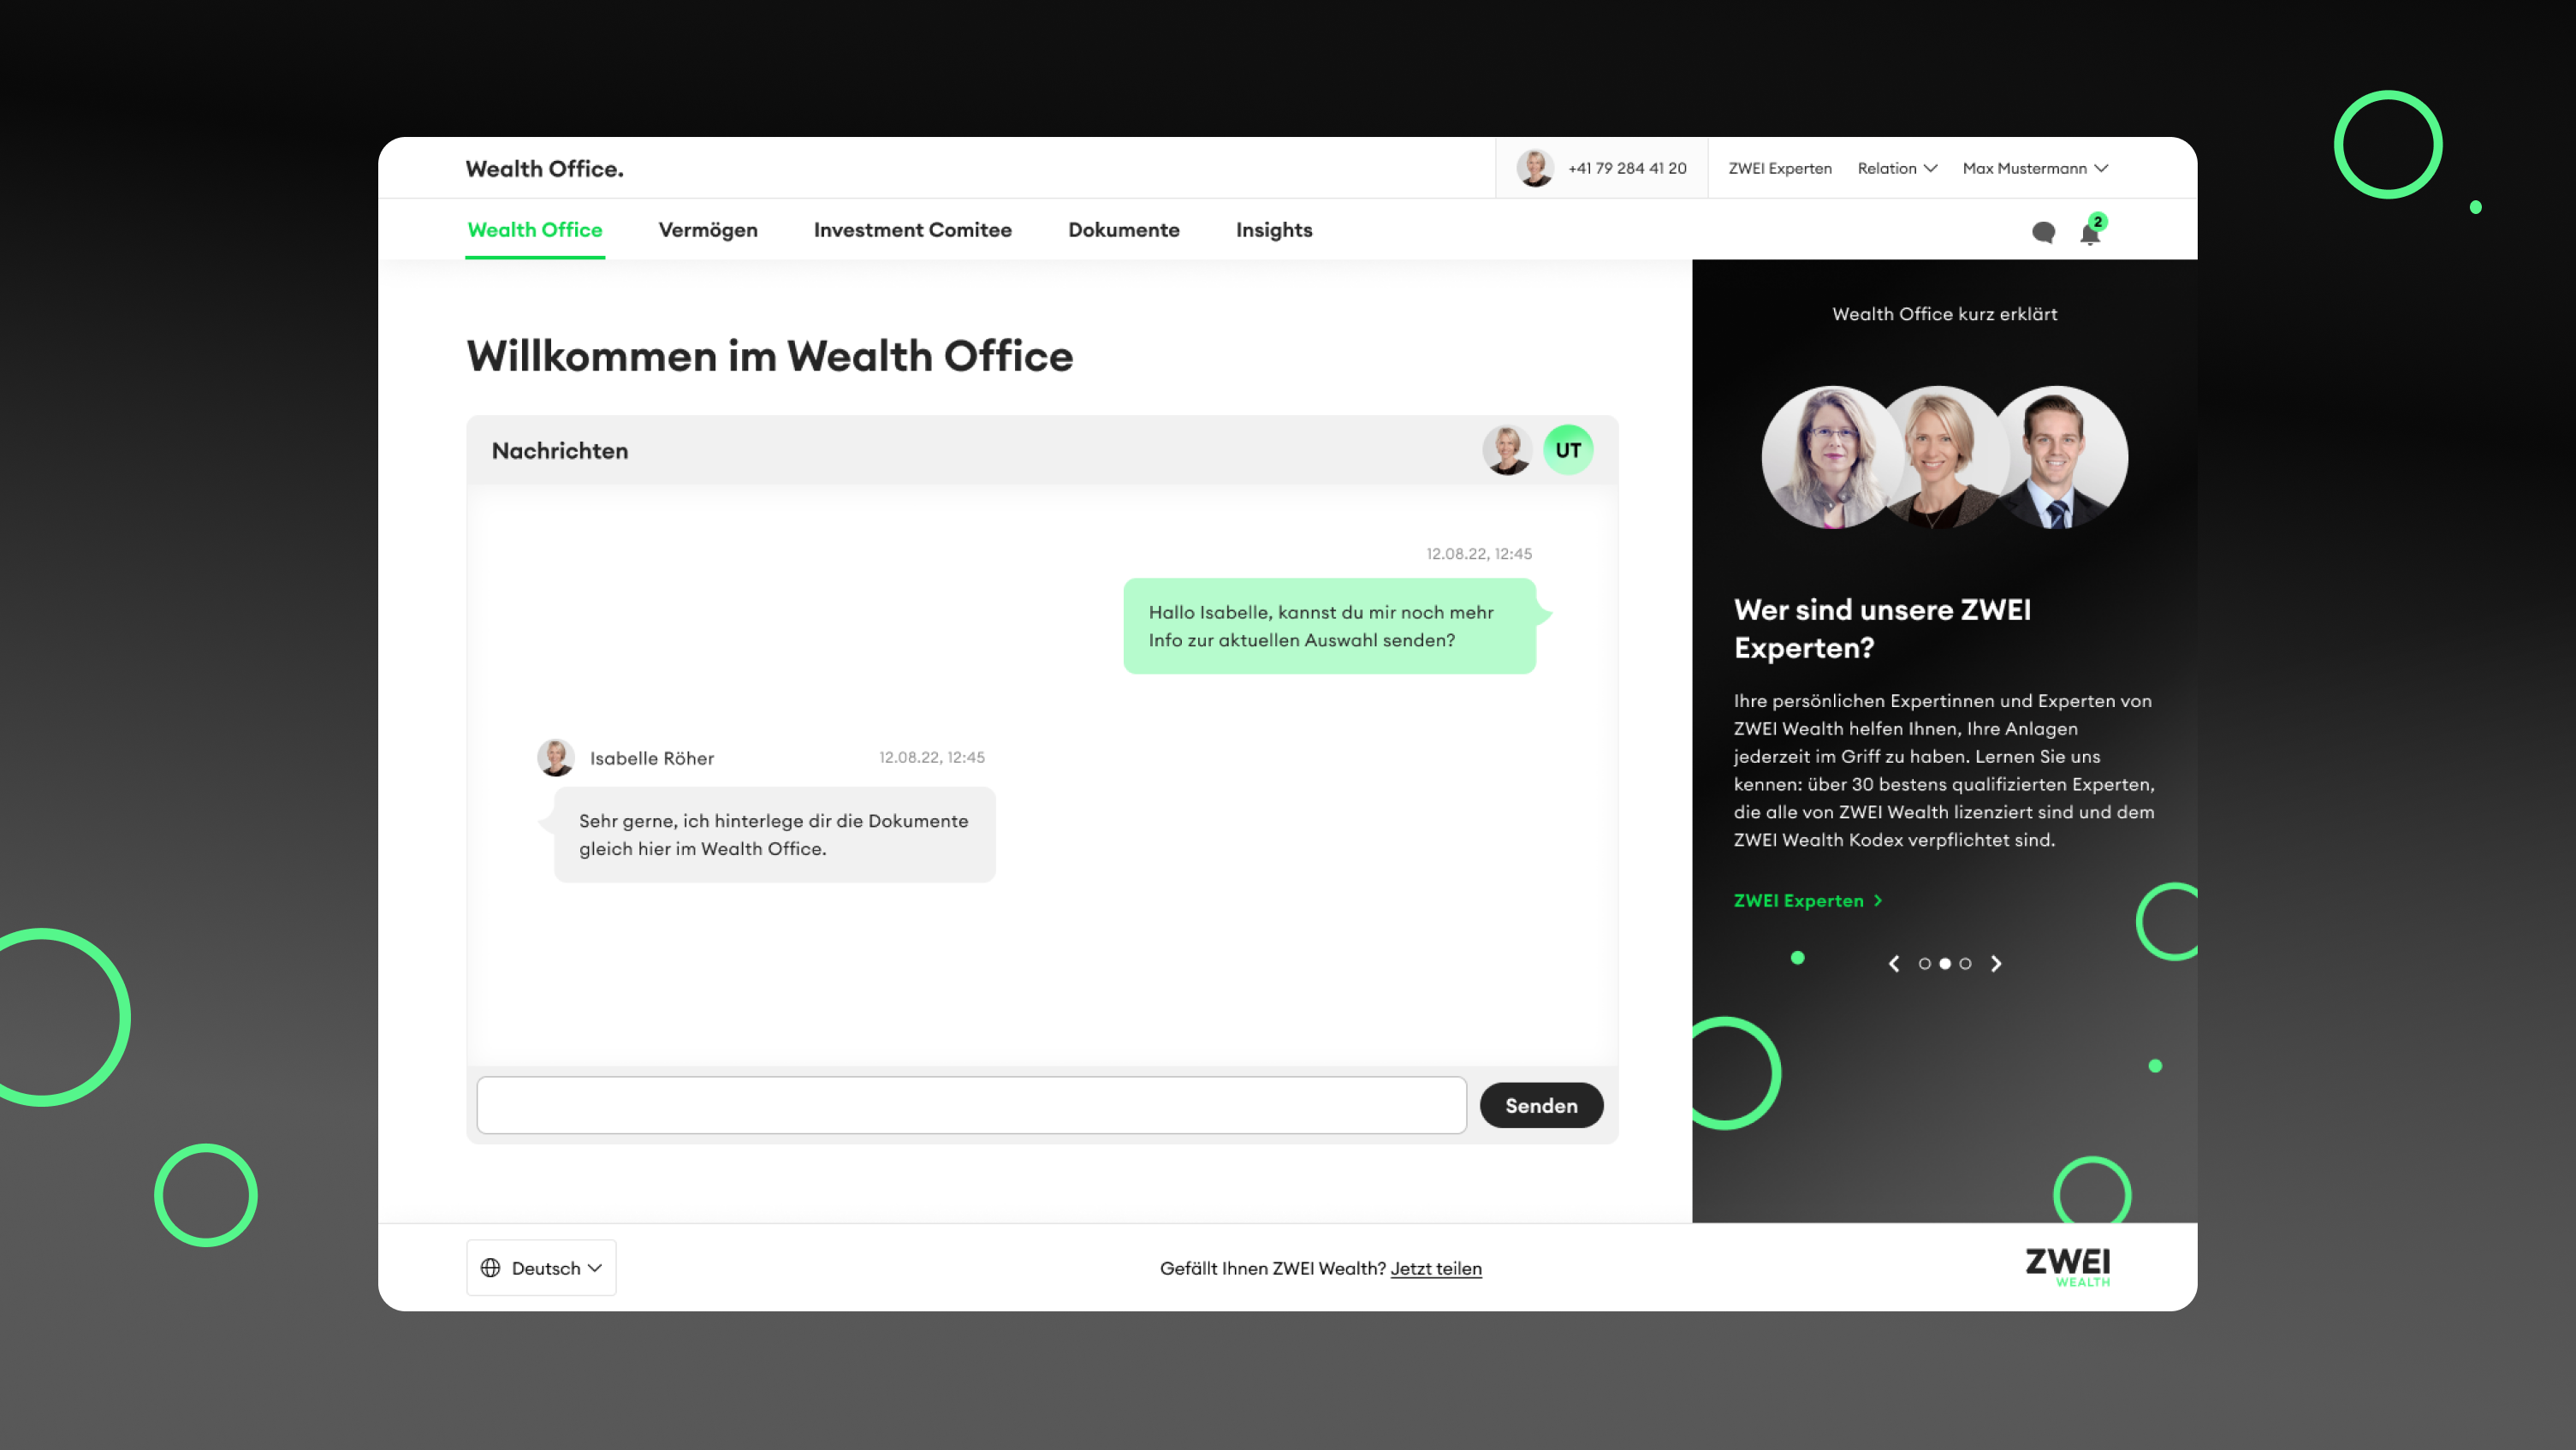 Wealth Office.
+41 79 284 41 20
ZWEI Experten
Relation
Max Mustermann
Wealth Office
Vermögen
Investment Comitee
Dokumente
Insights
2
Willkommen im Wealth Office
Nachrichten
UT
12.08.22, 12:45
Hallo Isabelle, kannst du mir noch mehr
Info zur aktuellen Auswahl senden?
Isabelle Röher
12.08.22, 12:45
Sehr gerne, ich hinterlege dir die Dokumente
gleich hier im Wealth Office.
Senden
Wealth Office kurz erklärt
Wer sind unsere ZWEI
Experten?
Ihre persönlichen Expertinnen und Experten von
ZWEI Wealth helfen Ihnen, Ihre Anlagen
jederzeit im Griff zu haben. Lernen Sie uns
kennen: über 30 bestens qualifizierten Experten,
die alle von ZWEI Wealth lizenziert sind und dem
ZWEI Wealth Kodex verpflichtet sind.
ZWEI Experten
Deutsch
Gefällt Ihnen ZWEI Wealth? Jetzt teilen
ZWEI
WEALTH